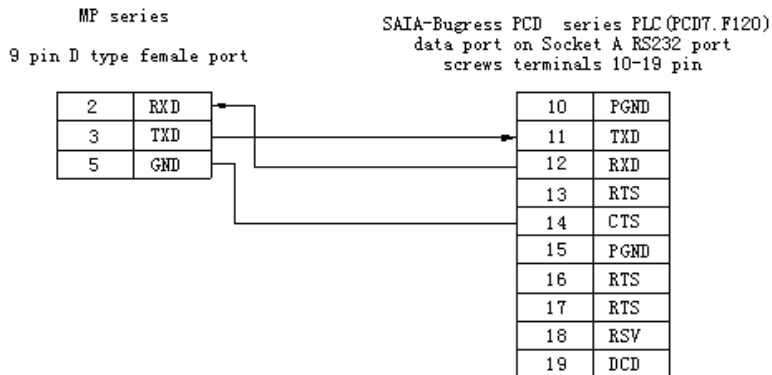 MP series
9 pin D type female port
SAIA-Bugress PCD series PLC(PCD7.F120)
data port on Socket A RS232 port
screws terminals 10-19 pin
2 RXD
3 TXD
5 GND
10 PGND
11 TXD
12 RXD
13 RTS
14 CTS
15 PGND
16 RTS
17 RTS
18 RSV
19 DCD